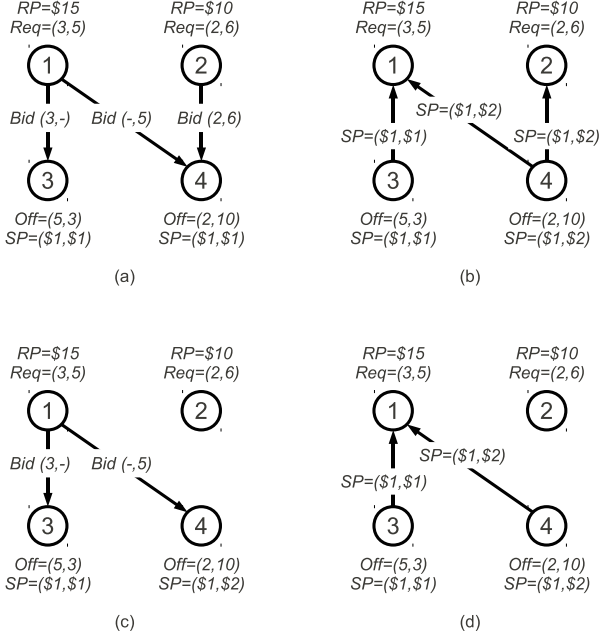 RP=$15
Req=(3,5)
RP=$10
Req=(2,6)
1
2
Bid (3,-)
Bid (-,5)
Bid (2,6)
3
4
Off=(5,3)
SP=($1,$1)
Off=(2,10)
SP=($1,$1)
(a)
RP=$15
Req=(3,5)
RP=$10
Req=(2,6)
1
2
SP=($1,$2)
SP=($1,$1)
SP=($1,$2)
3
4
Off=(5,3)
SP=($1,$1)
Off=(2,10)
SP=($1,$2)
(b)
RP=$15
Req=(3,5)
RP=$10
Req=(2,6)
1
2
Bid (3,-)
Bid (-,5)
3
4
Off=(5,3)
SP=($1,$1)
Off=(2,10)
SP=($1,$2)
(c)
RP=$15
Req=(3,5)
RP=$10
Req=(2,6)
1
2
SP=($1,$2)
SP=($1,$1)
3
4
Off=(5,3)
SP=($1,$1)
Off=(2,10)
SP=($1,$2)
(d)